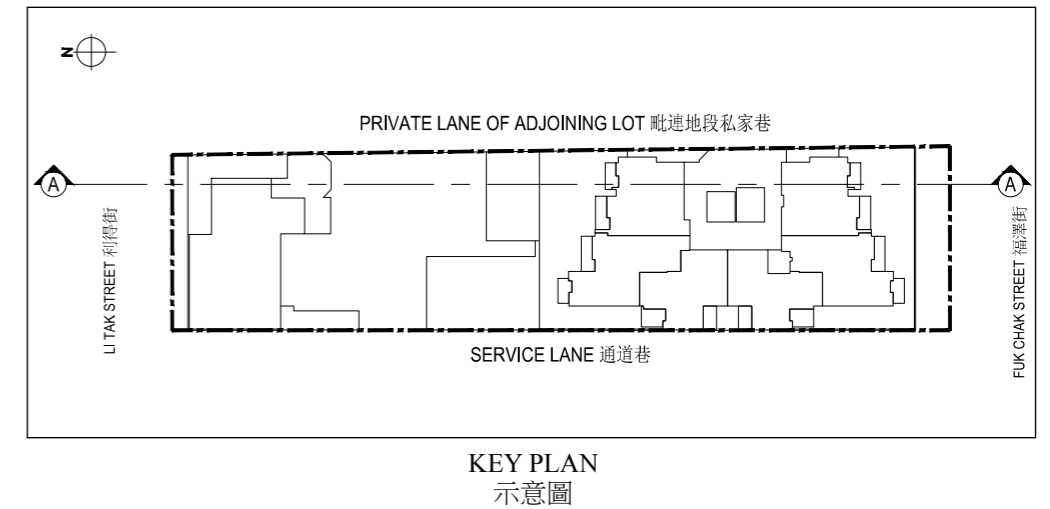 N
PRIVATE LANE OF ADJOINING LOT 毗連地段私家巷
A
A
LI TAK STREET 利得街
FUK CHAK STREET 福澤街
SERVICE LANE 通道巷
KEY PLAN
示意圖